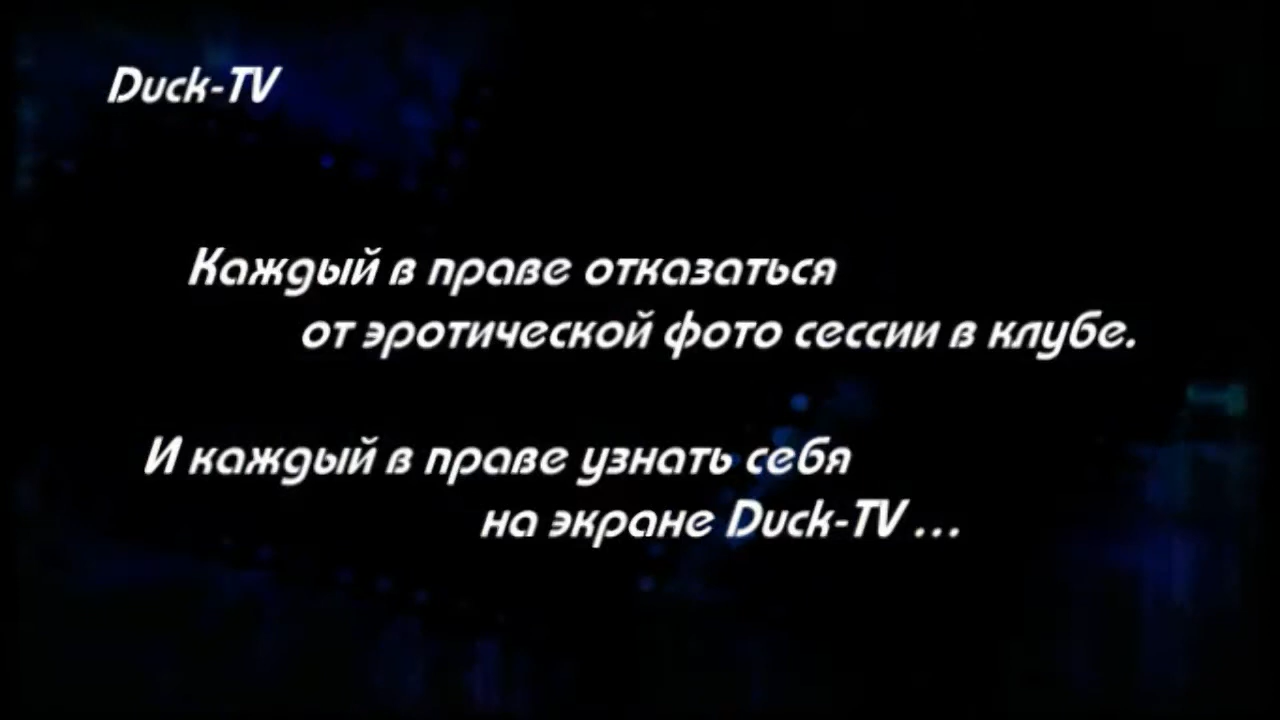 Duck-TV
Каждый в праве отказаться
от эротической фото сессии в клубе.
И каждый в праве узнать себя
на экране Duck-TV ...